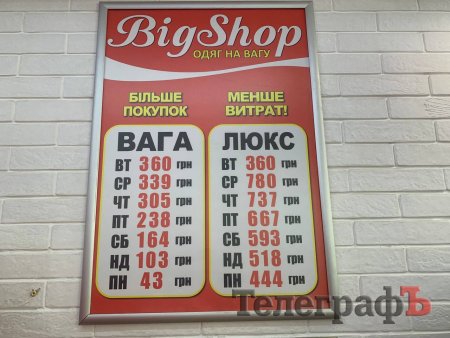 BigShop
ОДЯГ НА ВАГУ
БІЛЬШЕ
ПОКУПОК
МЕНШЕ
ВИТРАТ!
ВАГА
ВТ 360 грн
СР 339 грн
ЧТ 305 грн
ПТ 238 грн
СБ 164 грн
НД 103 грн
ПН 43 грн
ЛЮКС
ВТ 360 грн
СР 780 грн
ЧТ 737 грн
ПТ 667 грн
СБ 593 грн
НД 518 грн
ПН 444 грн
ТелеграфЪ